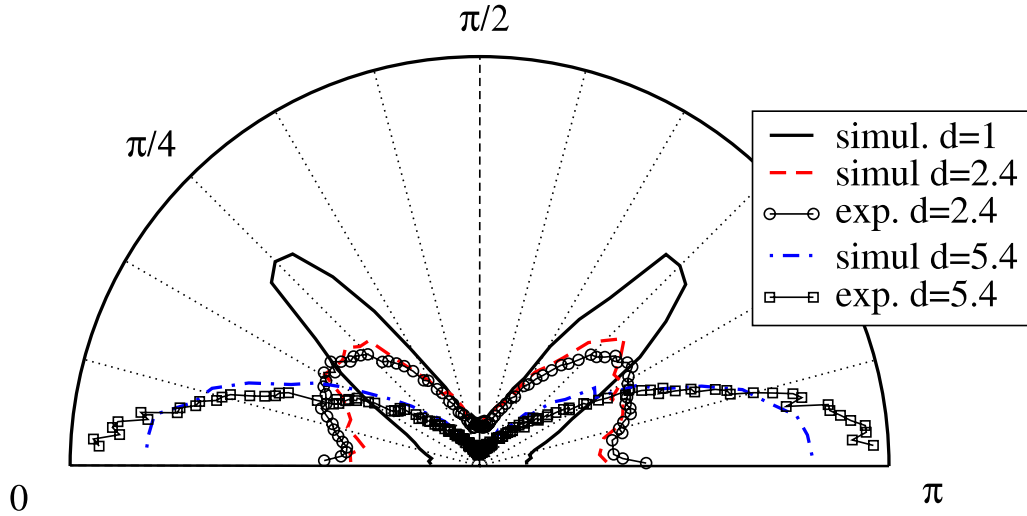 π/2
π/4
simul. d=1
simul d=2.4
exp. d=2.4
simul d=5.4
exp. d=5.4
0
π